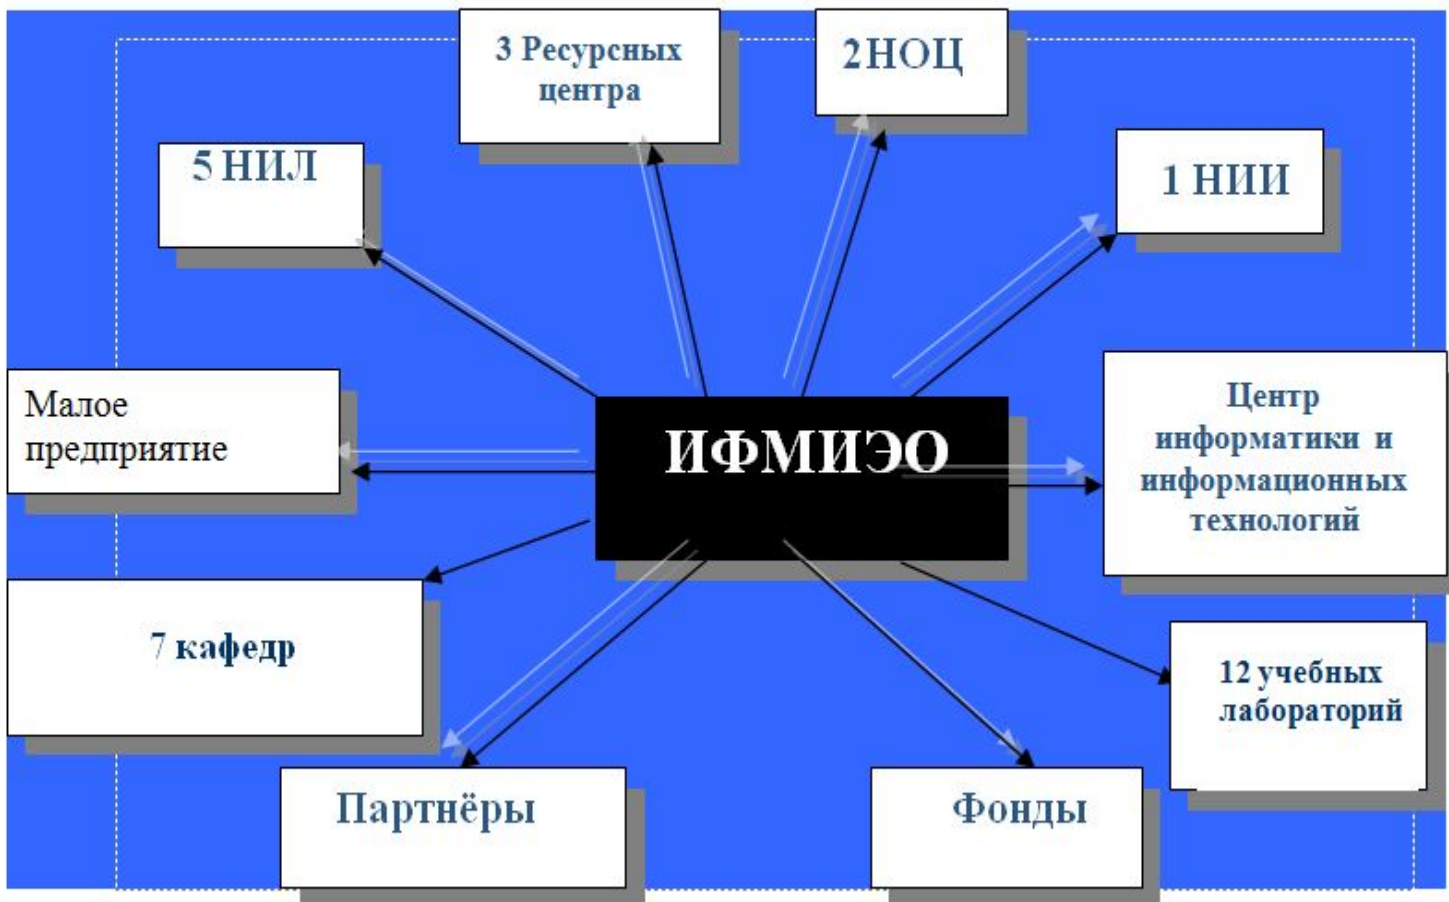 3 Ресурсных
центра
2НОЦ
5 НИЛ
1 НИИ
Малое
предприятие
ИФМИЭО
Центр
информатики и
информационных
технологий
7 кафедр
12 учебных
лабораторий
Партнёры
Фонды